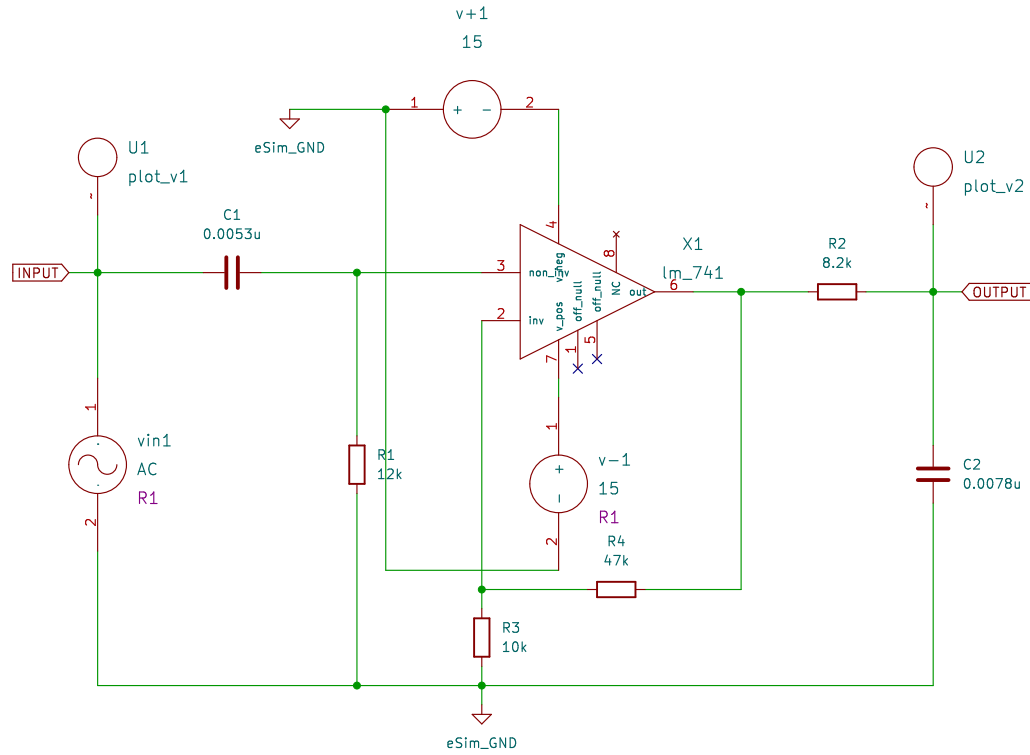 v+1
15
1
+
-
2
eSim_GND
U1
plot_v1
~
U2
plot_v2
~
C1
0.0053u
4
8
X1
lm_741
R2
8.2k
INPUT
3
non_inv
v_neg
off_null
NC
out
6
OUTPUT
2
inv
v_pos
off_null
7
1
5
1
vin1
AC
R1
2
R1
12k
1
+
-
v-1
15
R1
2
C2
0.0078u
R4
47k
R3
10k
eSim_GND